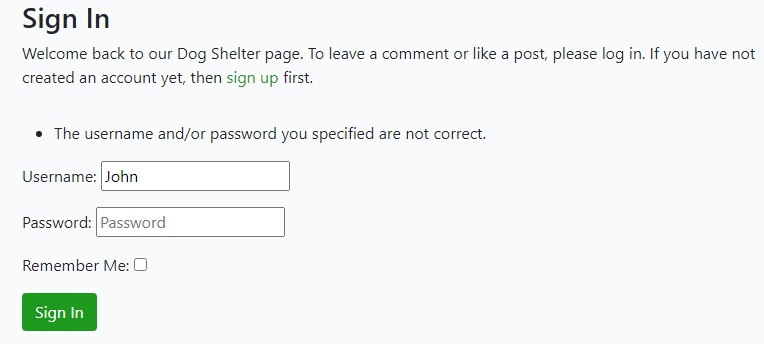 Sign In
Welcome back to our Dog Shelter page. To leave a comment or like a post, please log in. If you have not
created an account yet, then sign up first.
The username and/or password you specified are not correct.
Username: John
Password: Password
Remember Me:
Sign In